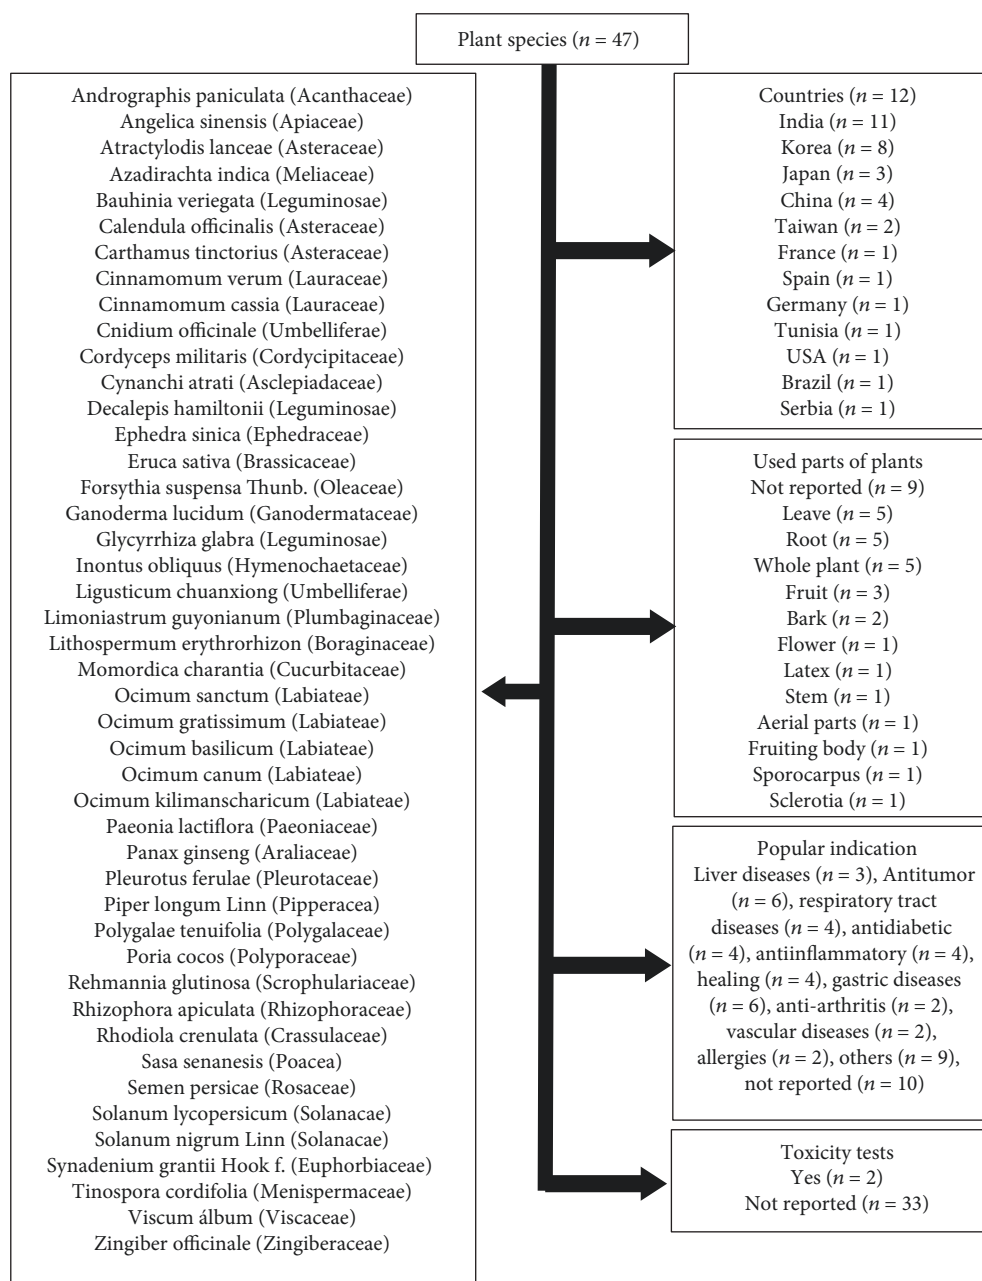 Plant species (n = 47)
Andrographis paniculata (Acanthaceae)
Angelica sinensis (Apiaceae)
Atractylodis lanceae (Asteraceae)
Azadirachta indica (Meliaceae)
Bauhinia veriegata (Leguminosae)
Calendula officinalis (Asteraceae)
Carthamus tinctorius (Asteraceae)
Cinnamomum verum (Lauraceae)
Cinnamomum cassia (Lauraceae)
Cnidium officinale (Umbelliferae)
Cordyceps militaris (Cordycipitaceae)
Cynanchi atrati (Asclepiadaceae)
Decalepis hamiltonii (Leguminosae)
Ephedra sinica (Ephedraceae)
Eruca sativa (Brassicaceae)
Forsythia suspensa Thunb. (Oleaceae)
Ganoderma lucidum (Ganodermataceae)
Glycyrrhiza glabra (Leguminosae)
Inontus obliquus (Hymenochaetaceae)
Ligusticum chuanxiong (Umbelliferae)
Limoniastrum guyonianum (Plumbaginaceae)
Lithospermum erythrorhizon (Boraginaceae)
Momordica charantia (Cucurbitaceae)
Ocimum sanctum (Labiateae)
Ocimum gratissimum (Labiateae)
Ocimum basilicum (Labiateae)
Ocimum canum (Labiateae)
Ocimum kilimanscharicum (Labiateae)
Paeonia lactiflora (Paeoniaceae)
Panax ginseng (Araliaceae)
Pleurotus ferulae (Pleurotaceae)
Piper longum Linn (Pipperacea)
Polygalae tenuifolia (Polygalaceae)
Poria cocos (Polyporaceae)
Rehmannia glutinosa (Scrophulariaceae)
Rhizophora apiculata (Rhizophoraceae)
Rhodiola crenulata (Crassulaceae)
Sasa senanesis (Poacea)
Semen persicae (Rosaceae)
Solanum lycopersicum (Solanacae)
Solanum nigrum Linn (Solanacae)
Synadenium grantii Hook f. (Euphorbiaceae)
Tinospora cordifolia (Menispermaceae)
Viscum álbum (Viscaceae)
Zingiber officinale (Zingiberaceae)
Countries (n = 12)
India (n = 11)
Korea (n = 8)
Japan (n = 3)
China (n = 4)
Taiwan (n = 2)
France (n = 1)
Spain (n = 1)
Germany (n = 1)
Tunisia (n = 1)
USA (n = 1)
Brazil (n = 1)
Serbia (n = 1)
Used parts of plants
Not reported (n = 9)
Leave (n = 5)
Root (n = 5)
Whole plant (n = 5)
Fruit (n = 3)
Bark (n = 2)
Flower (n = 1)
Latex (n = 1)
Stem (n = 1)
Aerial parts (n = 1)
Fruiting body (n = 1)
Sporocarpus (n = 1)
Sclerotia (n = 1)
Popular indication
Liver diseases (n = 3), Antitumor
(n = 6), respiratory tract
diseases (n = 4), antidiabetic
(n = 4), antiinflammatory (n = 4),
healing (n = 4), gastric diseases
(n = 6), anti-arthritis (n = 2),
vascular diseases (n = 2),
allergies (n = 2), others (n = 9),
not reported (n = 10)
Toxicity tests
Yes (n = 2)
Not reported (n = 33)